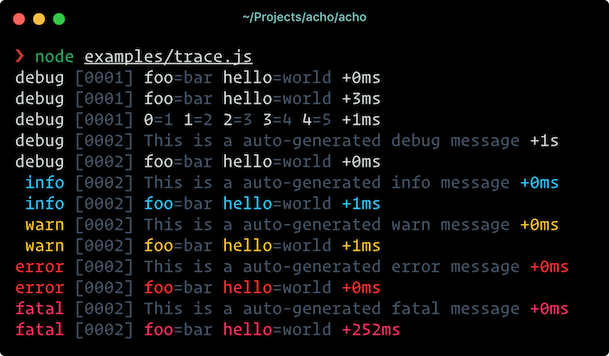 ~/Projects/acho/acho
❯ node examples/trace.js
debug [0001] foo=bar hello=world +0ms
debug [0001] foo=bar hello=world +3ms
debug [0001] 0=1 1=2 2=3 3=4 4=5 +1ms
debug [0002] This is a auto-generated debug message +1s
debug [0002] foo=bar hello=world +0ms
info [0002] This is a auto-generated info message +0ms
info [0002] foo=bar hello=world +1ms
warn [0002] This is a auto-generated warn message +0ms
warn [0002] foo=bar hello=world +1ms
error [0002] This is a auto-generated error message +0ms
error [0002] foo=bar hello=world +0ms
fatal [0002] This is a auto-generated fatal message +0ms
fatal [0002] foo=bar hello=world +252ms